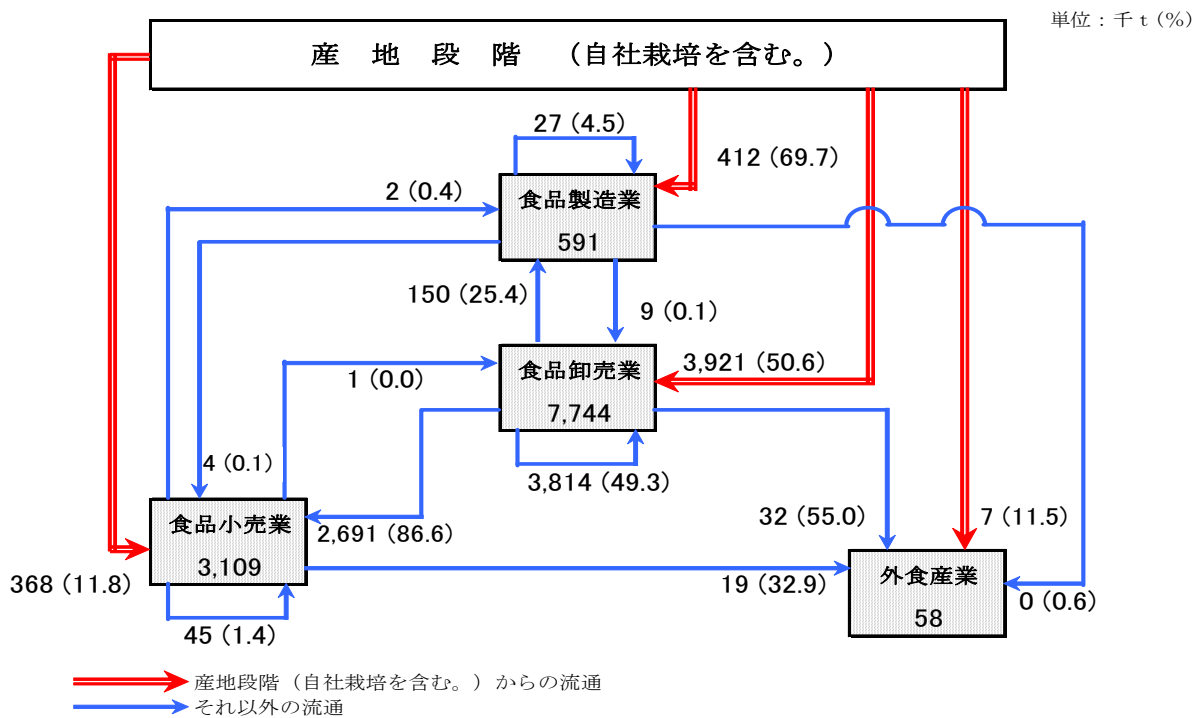 単位：千ｔ（％）
産地段階（自社栽培を含む。）
27（4.5）
412（69.7）
2（0.4）
食品製造業
591
150（25.4）
9（0.1）
1（0.0）
食品卸売業
7,744
3,921（50.6）
4（0.1）
3,814（49.3）
食品小売業
3,109
2,691（86.6）
32（55.0）
7（11.5）
368（11.8）
19（32.9）
外食産業
58
0（0.6）
45（1.4）
産地段階（自社栽培を含む。）からの流通
それ以外の流通